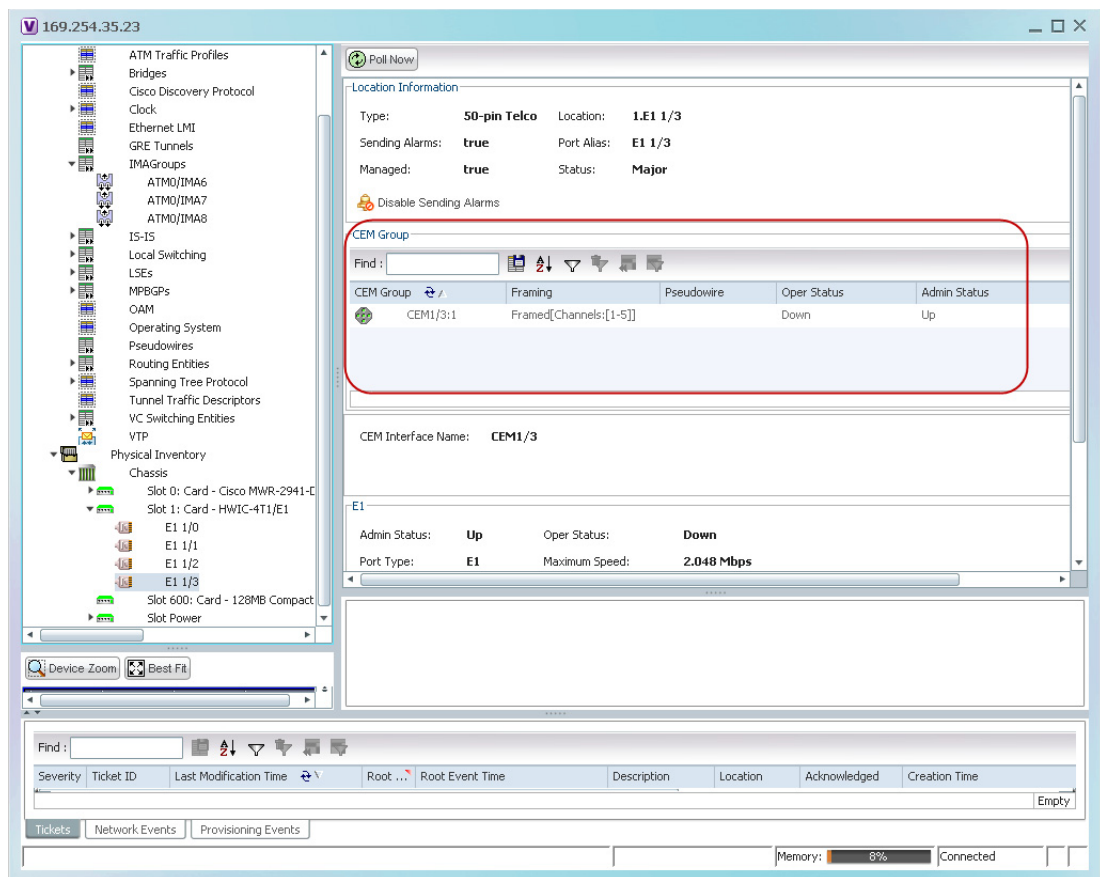 169.254.35.23
ATM Traffic Profiles
Bridges
Cisco Discovery Protocol
Clock
Ethernet LMI
GRE Tunnels
IMAGroups
ATM0/IMA6
ATM0/IMA7
ATM0/IMA8
IS-IS
Local Switching
LSEs
MPBGPs
OAM
Operating System
Pseudowires
Routing Entities
Spanning Tree Protocol
Tunnel Traffic Descriptors
VC Switching Entities
VTP
Physical Inventory
Chassis
Slot 0: Card - Cisco MWR-2941-D
Slot 1: Card - HWIC-4T1/E1
E1 1/0
E1 1/1
E1 1/2
E1 1/3
Slot 600: Card - 128MB Compact
Slot Power
Device Zoom Best Fit
Poll Now
Location Information
Type: 50-pin Telco Location: 1.E1 1/3
Sending Alarms: true Port Alias: E1 1/3
Managed: true Status: Major
Disable Sending Alarms
CEM Group
Find :
CEM Group Framing Pseudowire Oper Status Admin Status
CEM1/3:1 Framed[Channels:[1-5]] Down Up
CEM Interface Name: CEM1/3
E1
Admin Status: Up Oper Status: Down
Port Type: E1 Maximum Speed: 2.048 Mbps
Find :
Severity Ticket ID Last Modification Time Root ... Root Event Time Description Location Acknowledged Creation Time
Empty
Tickets Network Events Provisioning Events
Memory: 8% Connected